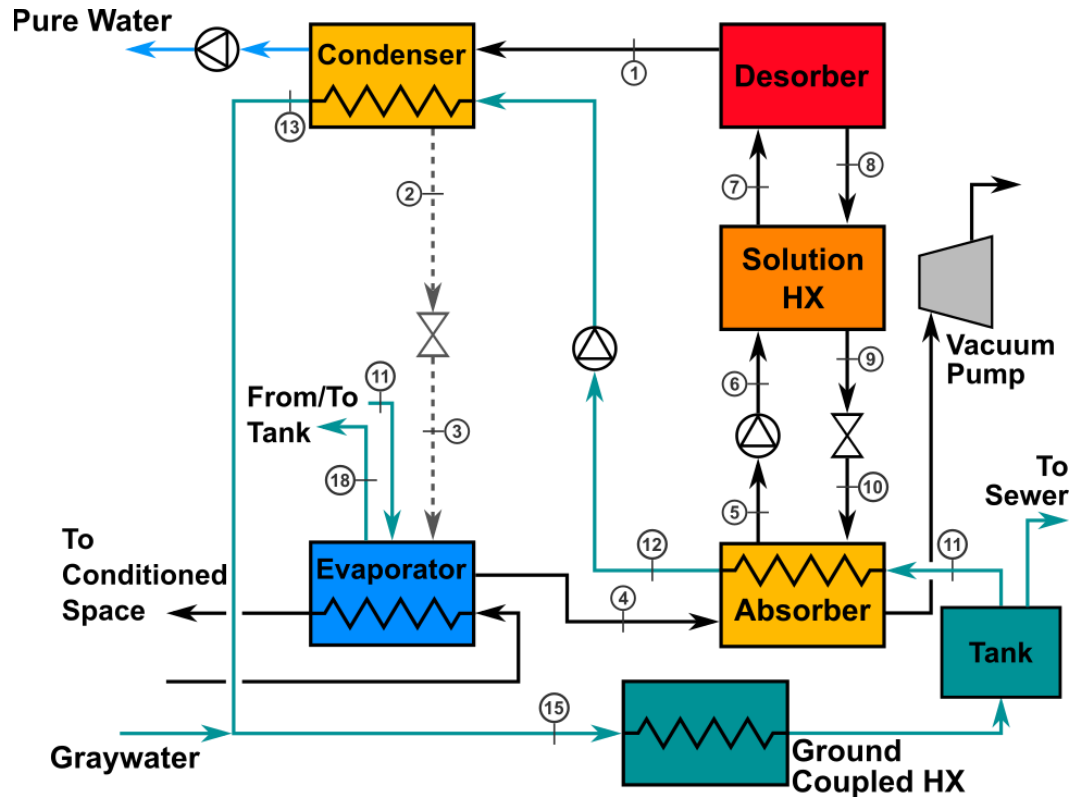 Pure Water
Condenser
Desorber
1
13
2
7
8
Solution
HX
Vacuum
Pump
6
9
11
From/To
Tank
3
18
5
10
To
Sewer
To
Conditioned
Space
Evaporator
4
12
Absorber
11
Tank
15
Graywater
Ground
Coupled HX